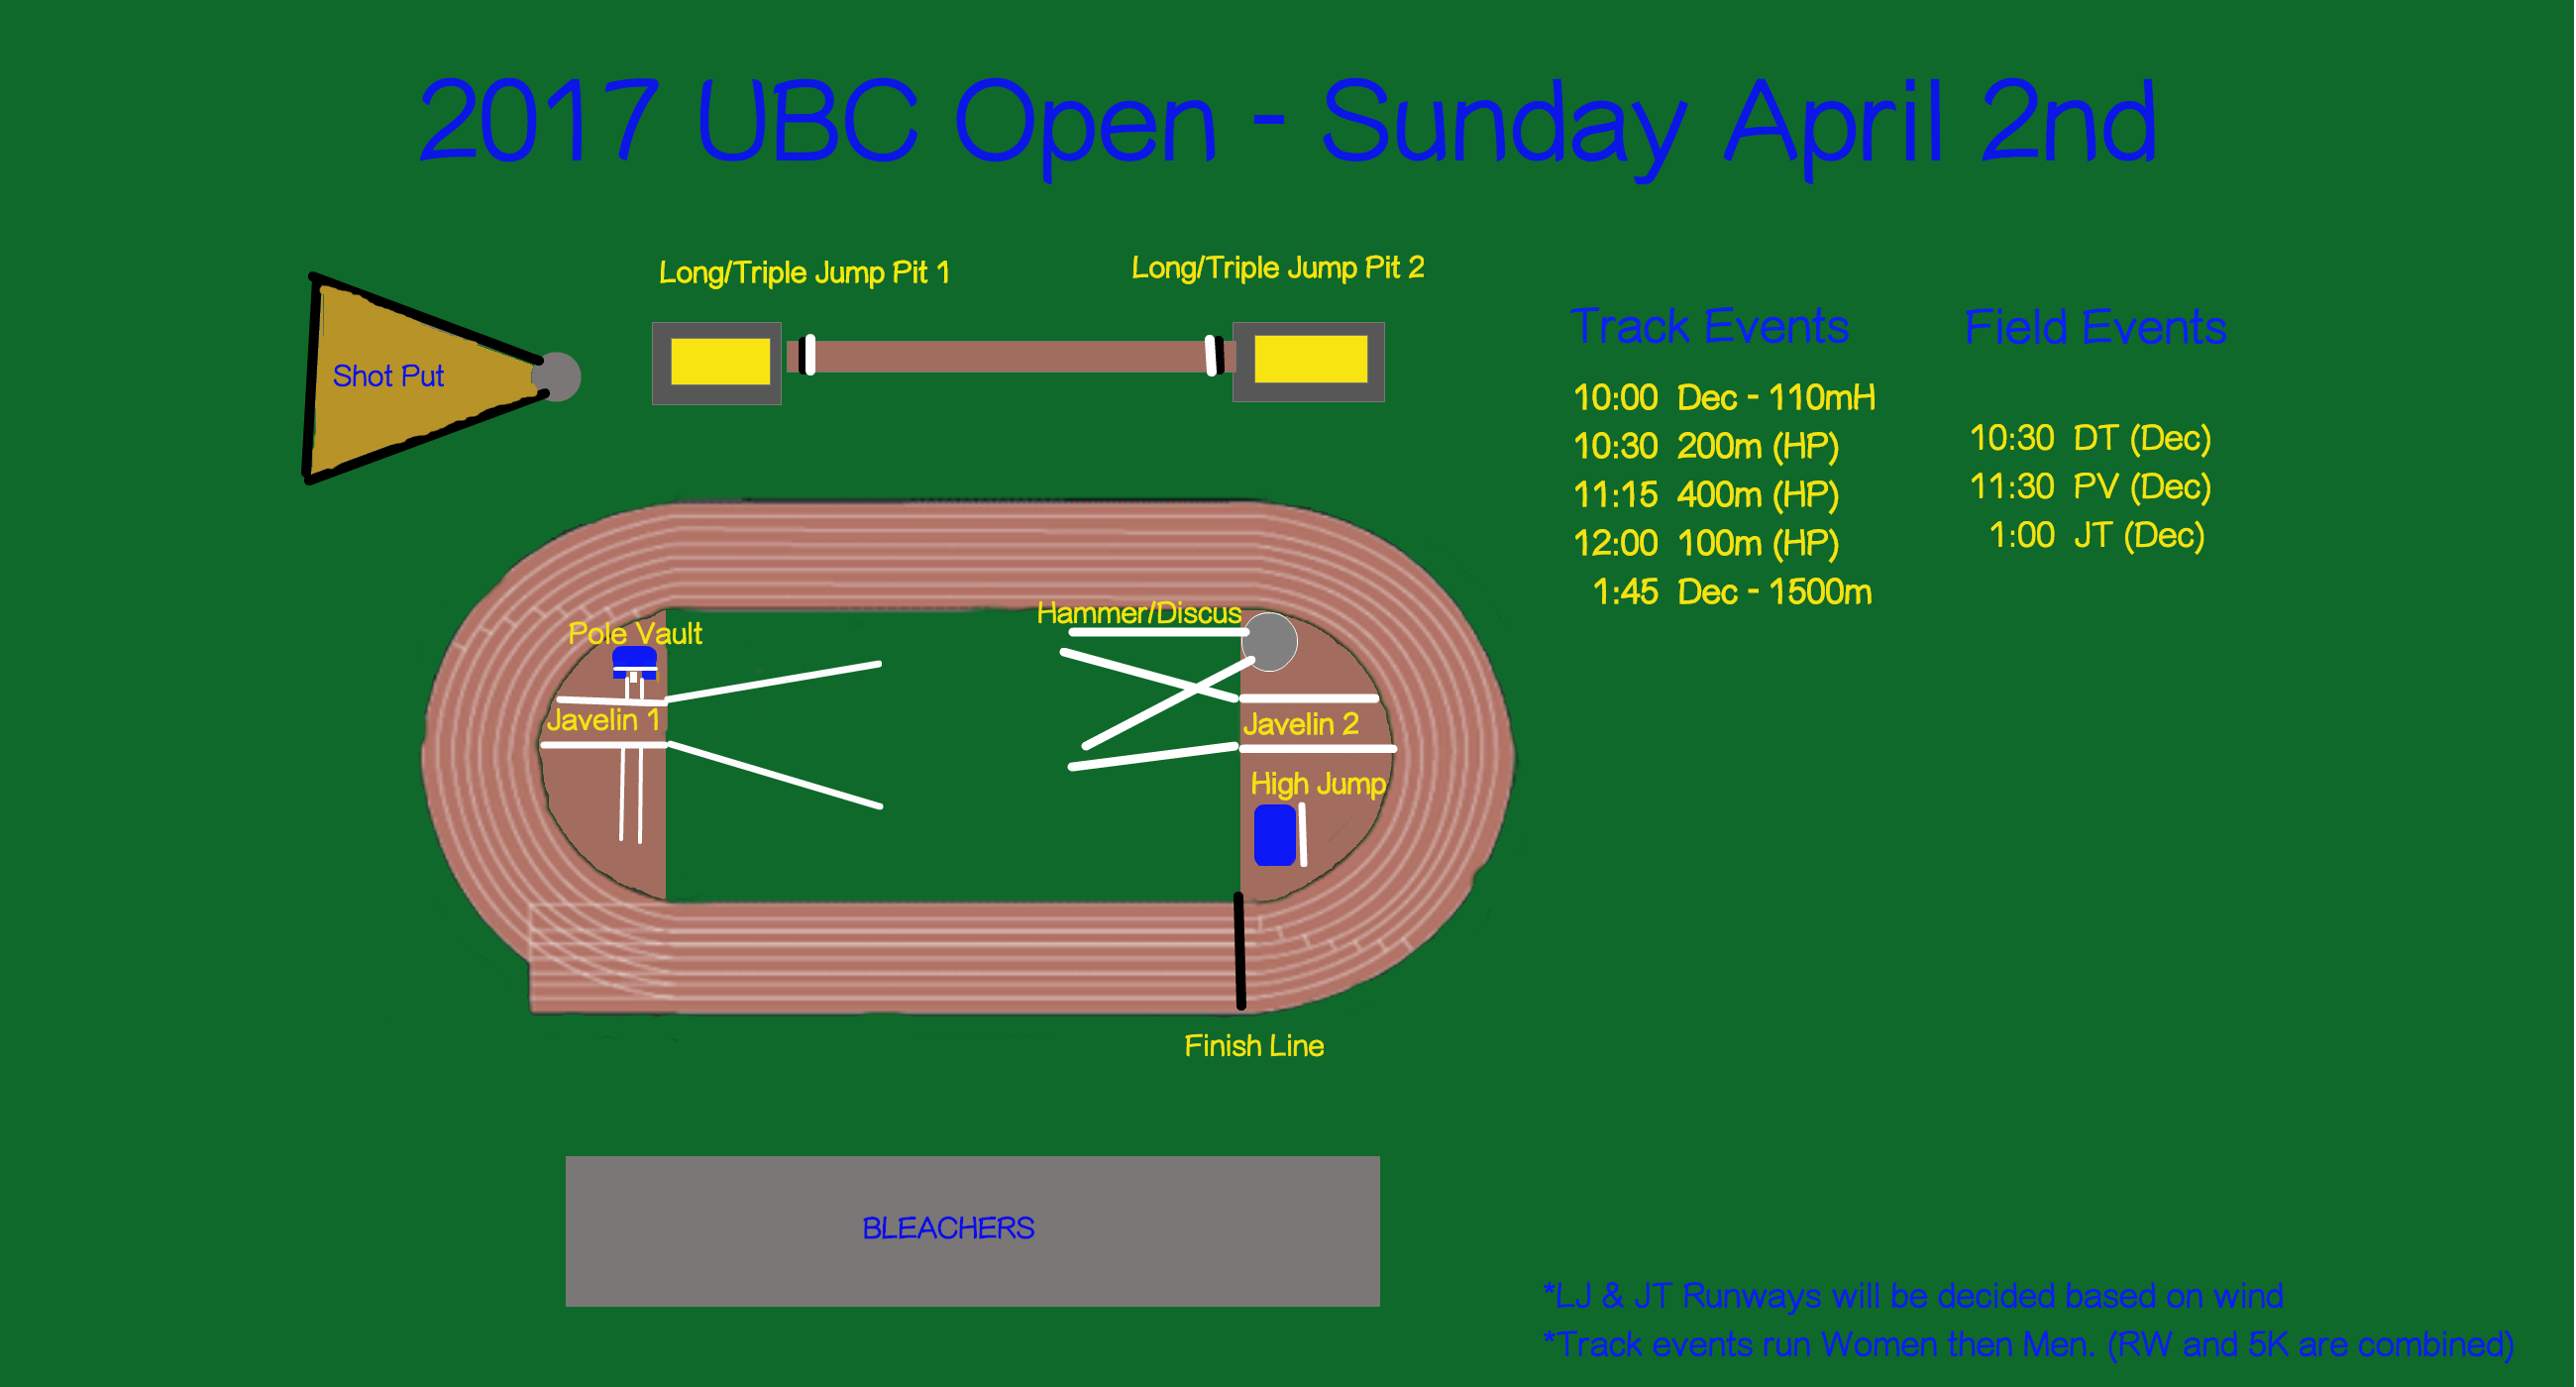 2017 UBC Open - Sunday April 2nd
Long/Triple Jump Pit 1
Long/Triple Jump Pit 2
Shot Put
Track Events
10:00 Dec - 110mH
10:30 200m (HP)
11:15 400m (HP)
12:00 100m (HP)
1:45 Dec - 1500m
Field Events
10:30 DT (Dec)
11:30 PV (Dec)
1:00 JT (Dec)
Hammer/Discus
Pole Vault
Javelin 1
Javelin 2
High Jump
Finish Line
BLEACHERS
*LJ & JT Runways will be decided based on wind
*Track events run Women then Men. (RW and 5K are combined)